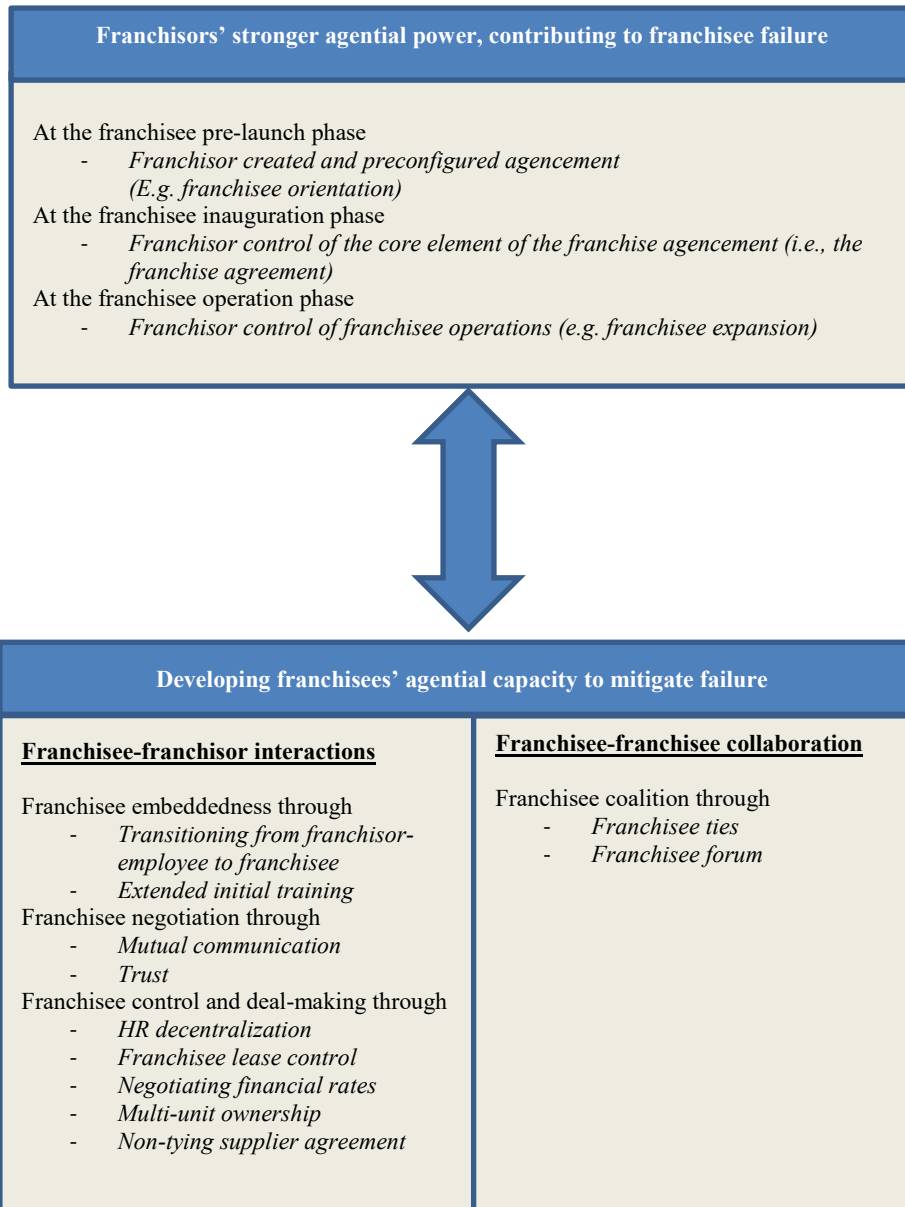 Franchisors’ stronger agential power, contributing to franchisee failure
At the franchisee pre-launch phase
- Franchisor created and preconfigured agencement
(E.g. franchisee orientation)
At the franchisee inauguration phase
- Franchisor control of the core element of the franchise agencement (i.e., the
franchise agreement)
At the franchisee operation phase
- Franchisor control of franchisee operations (e.g. franchisee expansion)
Developing franchisees’ agential capacity to mitigate failure
Franchisee-franchisor interactions
Franchisee embeddedness through
- Transitioning from franchisor-
employee to franchisee
- Extended initial training
Franchisee negotiation through
- Mutual communication
- Trust
Franchisee control and deal-making through
- HR decentralization
- Franchisee lease control
- Negotiating financial rates
- Multi-unit ownership
- Non-tying supplier agreement
Franchisee-franchisee collaboration
Franchisee coalition through
- Franchisee ties
- Franchisee forum